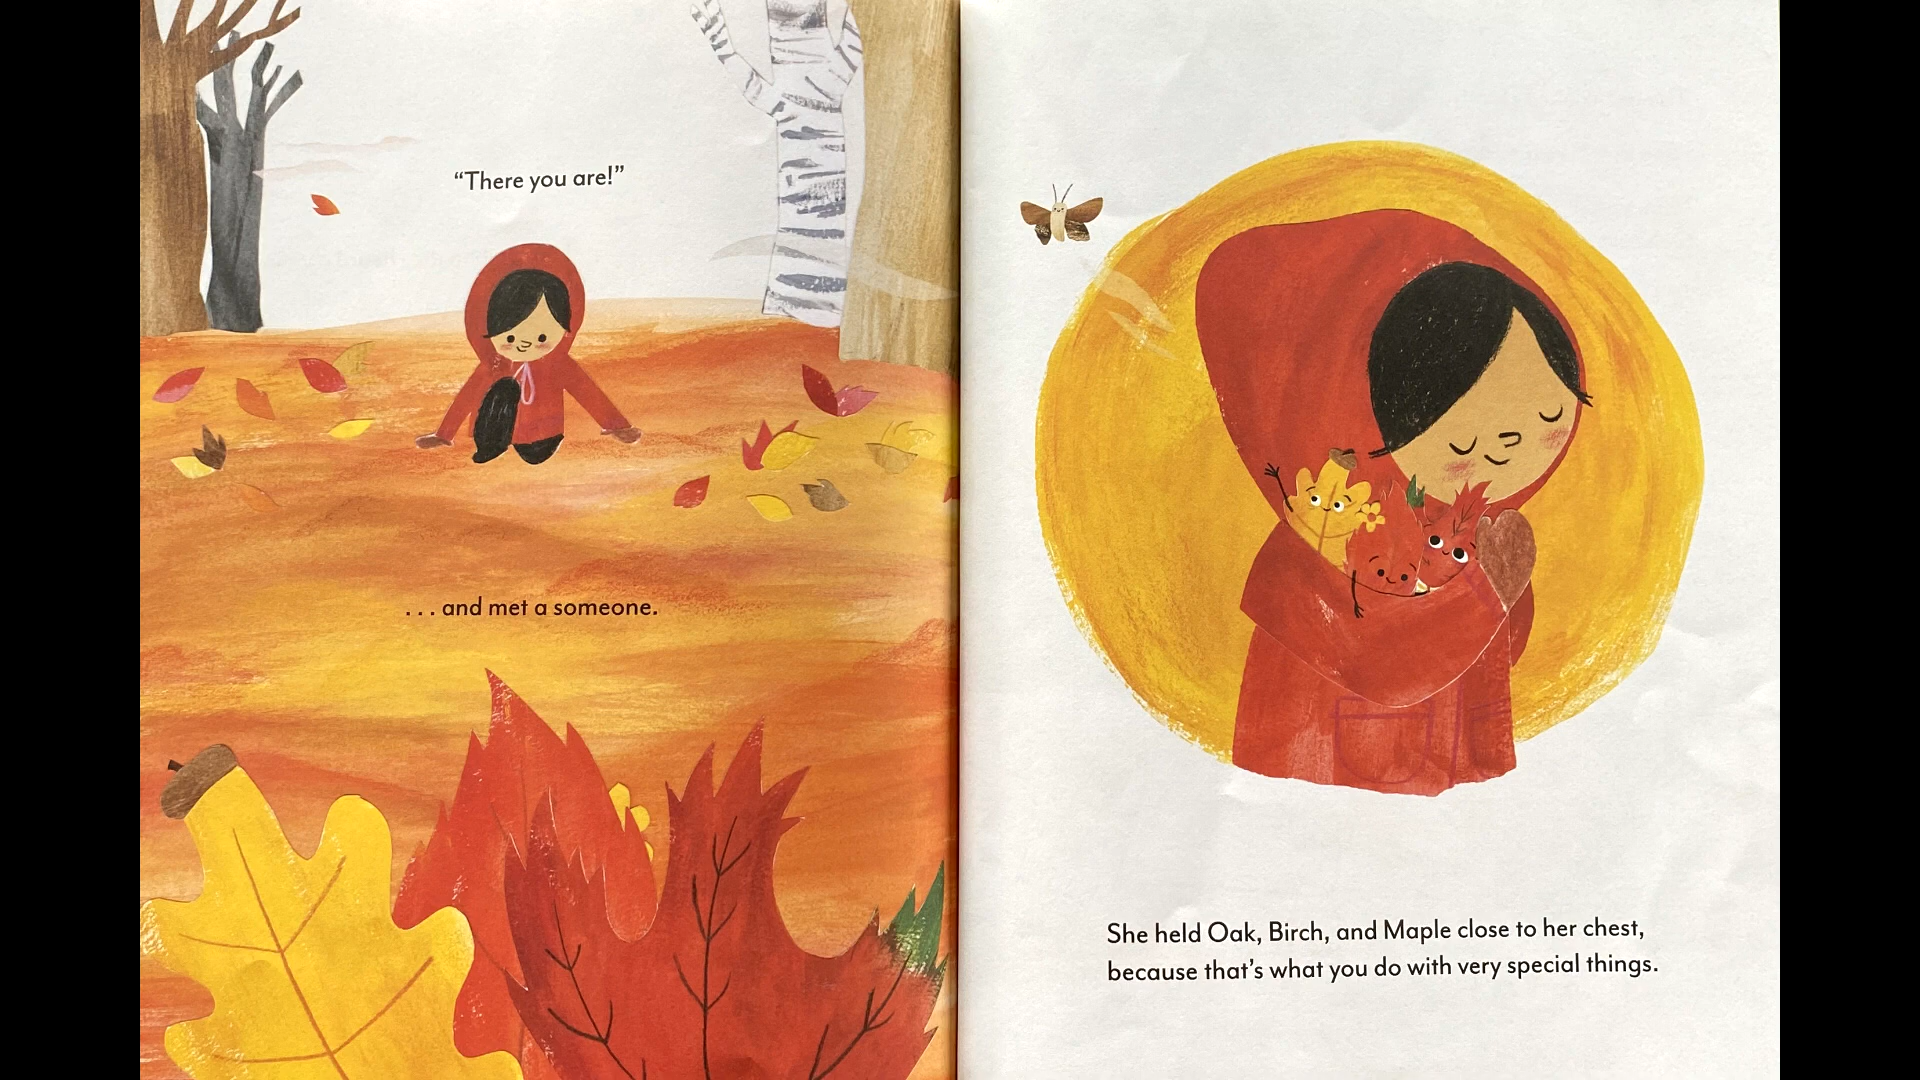 “There you are!”
. . . and met a someone.
She held Oak, Birch, and Maple close to her chest,
because that’s what you do with very special things.